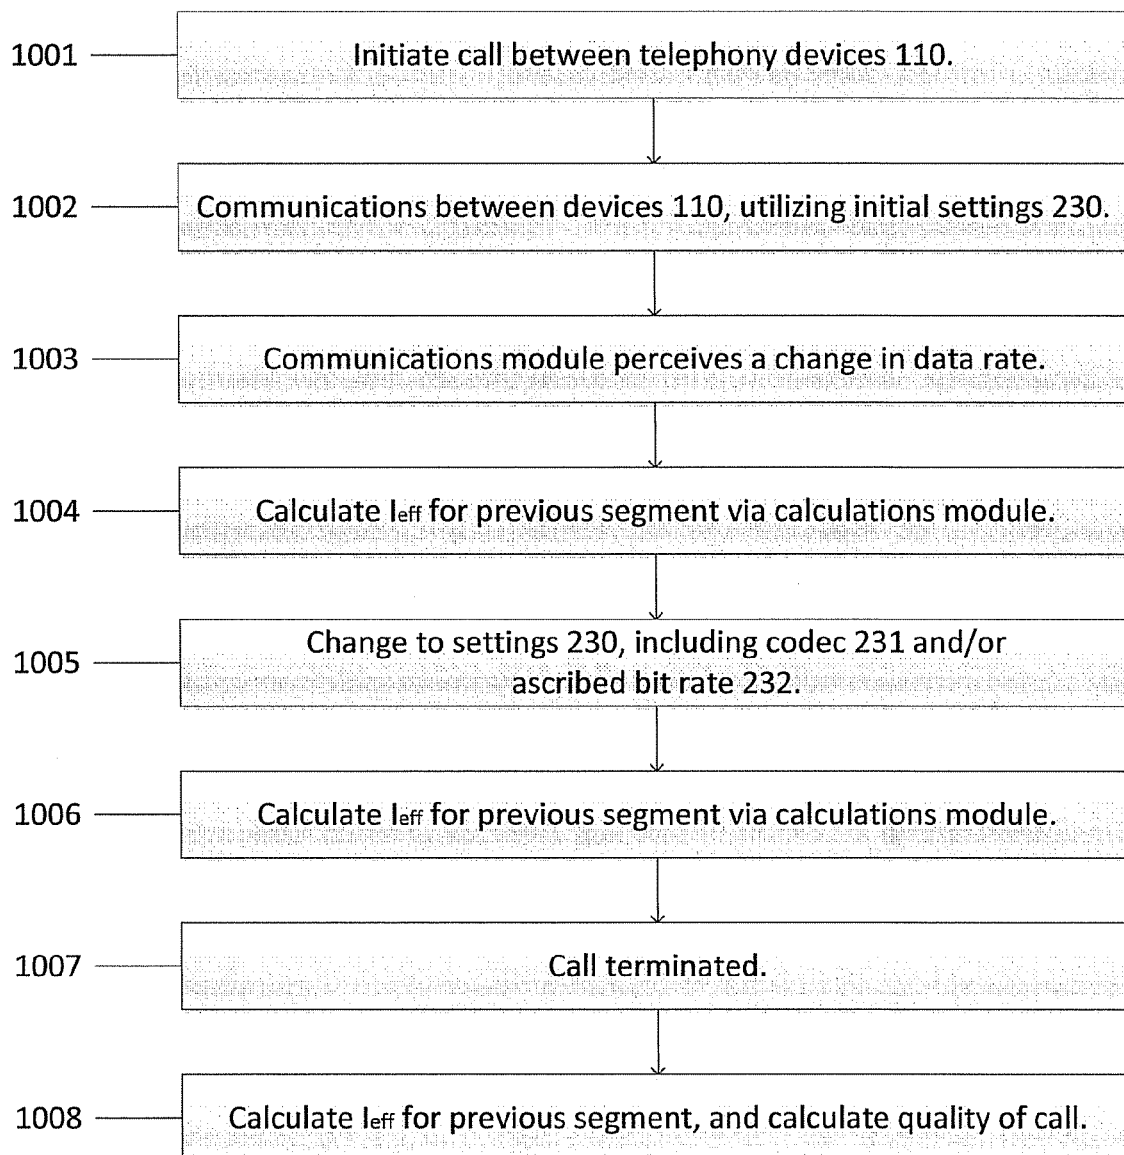 1001 Initiate call between telephony devices 110.
1002 Communications between devices 110, utilizing initial settings 230.
1003 Communications module perceives a change in data rate.
1004 Calculate Ieff for previous segment via calculations module.
1005 Change to settings 230, including codec 231 and/or
ascribed bit rate 232.
1006 Calculate Ieff for previous segment via calculations module.
1007 Call terminated.
1008 Calculate Ieff for previous segment, and calculate quality of call.